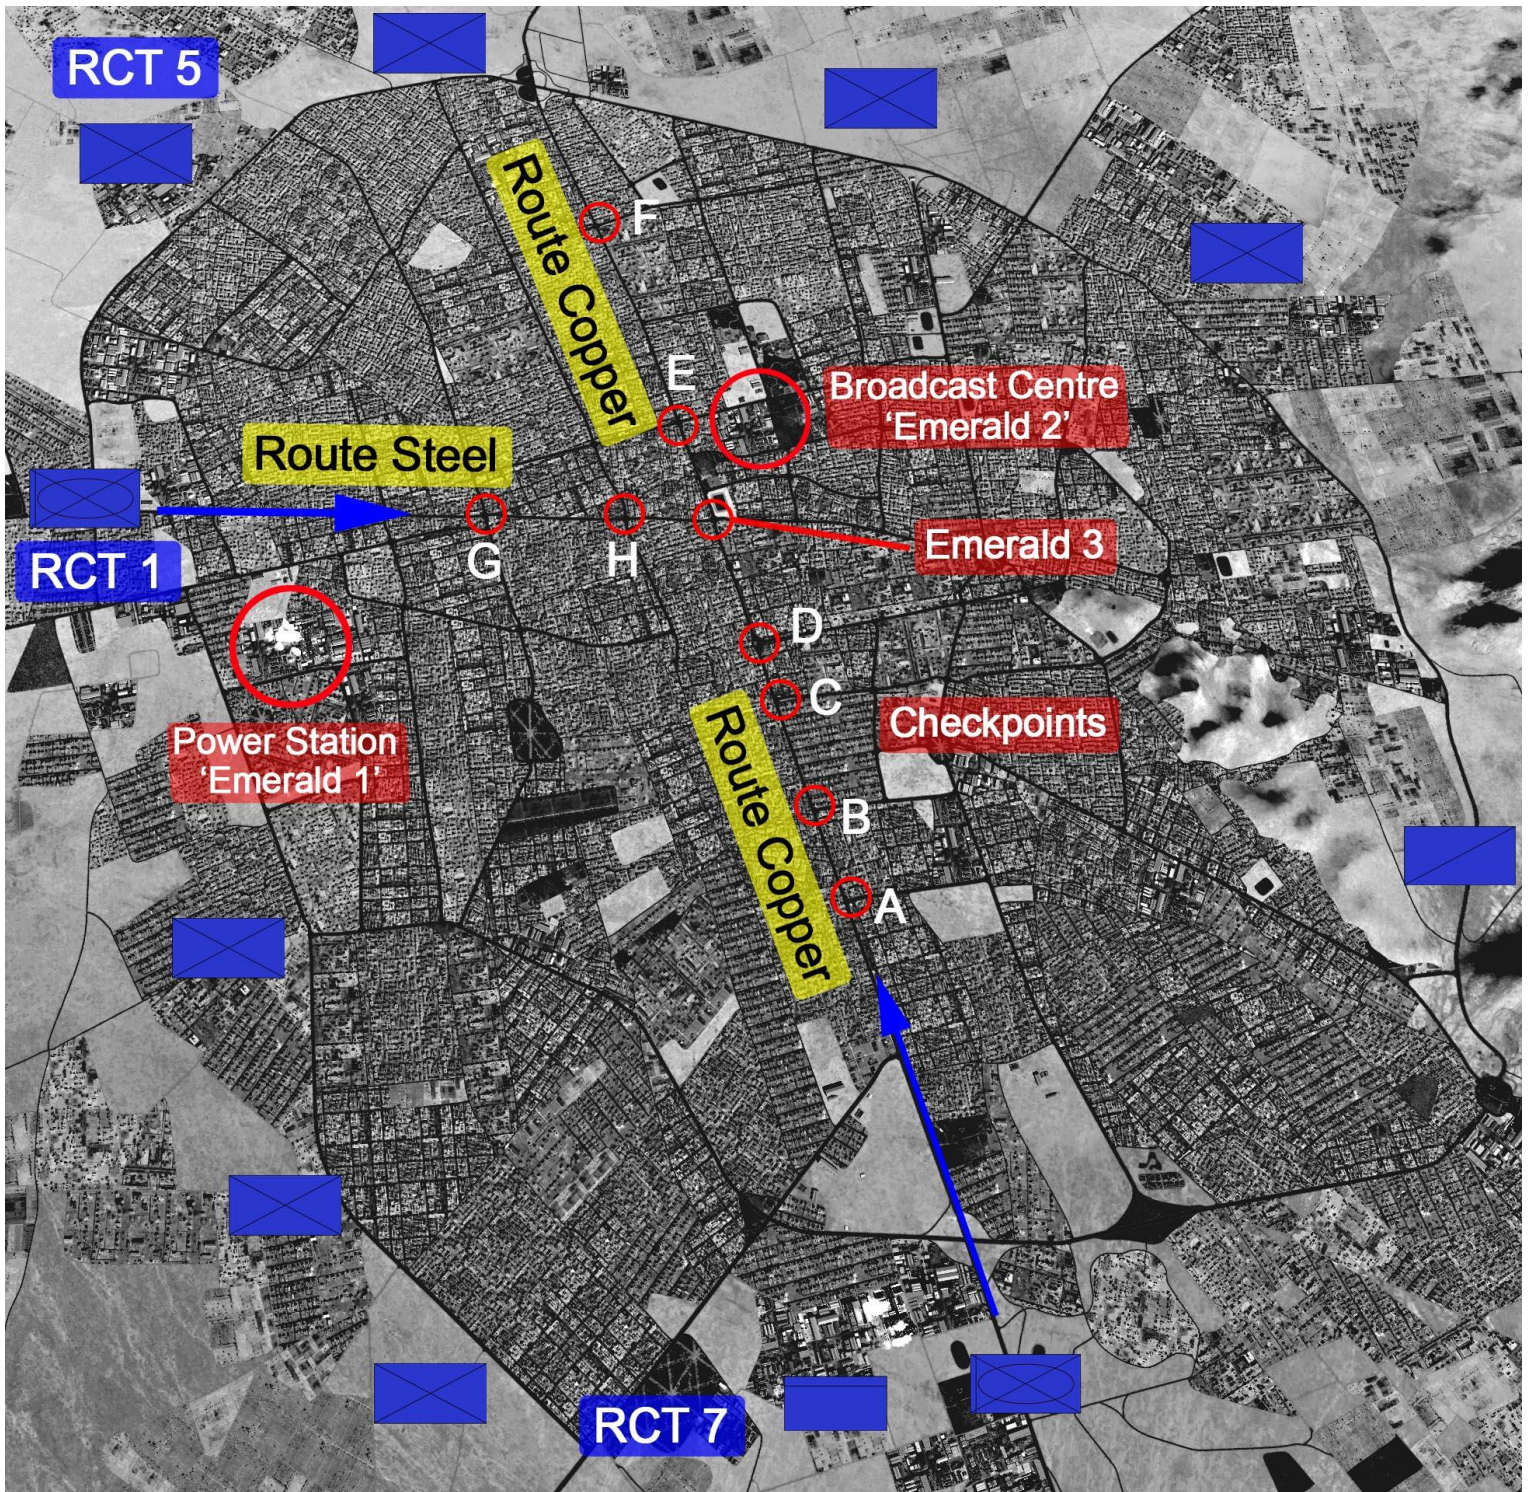 RCT 5
Route Copper
F
E
Broadcast Centre
‘Emerald 2’
Route Steel
RCT 1
G
H
Emerald 3
D
C
Checkpoints
Power Station
‘Emerald 1’
Route Copper
B
A
RCT 7